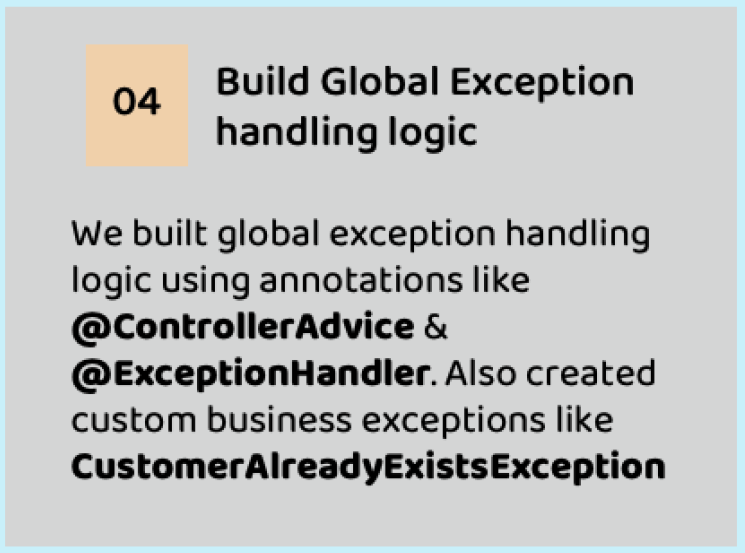 04
Build Global Exception
handling logic
We built global exception handling
logic using annotations like
@ControllerAdvice &
@ExceptionHandler. Also created
custom business exceptions like
CustomerAlreadyExistsException